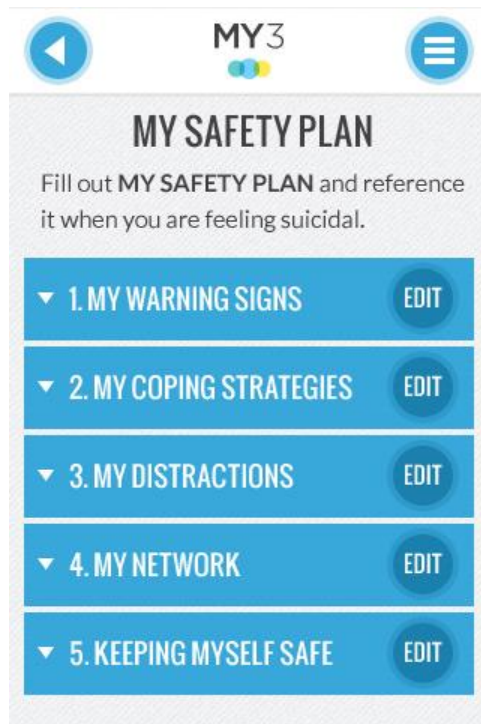 MY3
MY SAFETY PLAN
Fill out MY SAFETY PLAN and reference
it when you are feeling suicidal.
1. MY WARNING SIGNS EDIT
2. MY COPING STRATEGIES EDIT
3. MY DISTRACTIONS EDIT
4. MY NETWORK EDIT
5. KEEPING MYSELF SAFE EDIT